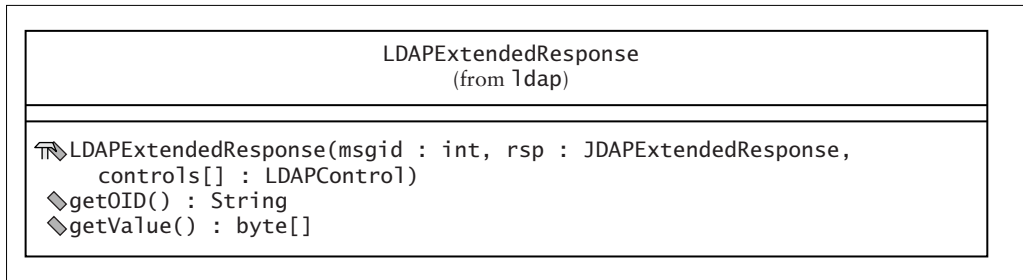 LDAPExtendedResponse
(from ldap)
LDAPExtendedResponse(msgid : int, rsp : JDAPExtendedResponse,
controls[] : LDAPControl)
getOID() : String
getValue() : byte[]